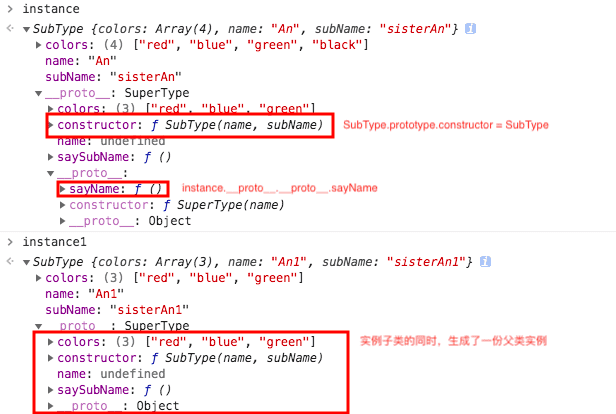 instance
SubType {colors: Array(4), name: "An", subName: "sisterAn"} i
colors: (4) ["red", "blue", "green", "black"]
name: "An"
subName: "sisterAn"
__proto__: SuperType
colors: (3) ["red", "blue", "green"]
constructor: ƒ SubType(name, subName) SubType.prototype.constructor = SubType
name: undefined
saySubName: ƒ ()
__proto__:
sayName: ƒ () instance.__proto__.__proto__.sayName
constructor: ƒ SuperType(name)
__proto__: Object
instance1
SubType {colors: Array(3), name: "An1", subName: "sisterAn1"} i
colors: (3) ["red", "blue", "green"]
name: "An1"
subName: "sisterAn1"
__proto__: SuperType
colors: (3) ["red", "blue", "green"] 实例子类的同时，生成了一份父类实例
constructor: ƒ SubType(name, subName)
name: undefined
saySubName: ƒ ()
__proto__: Object